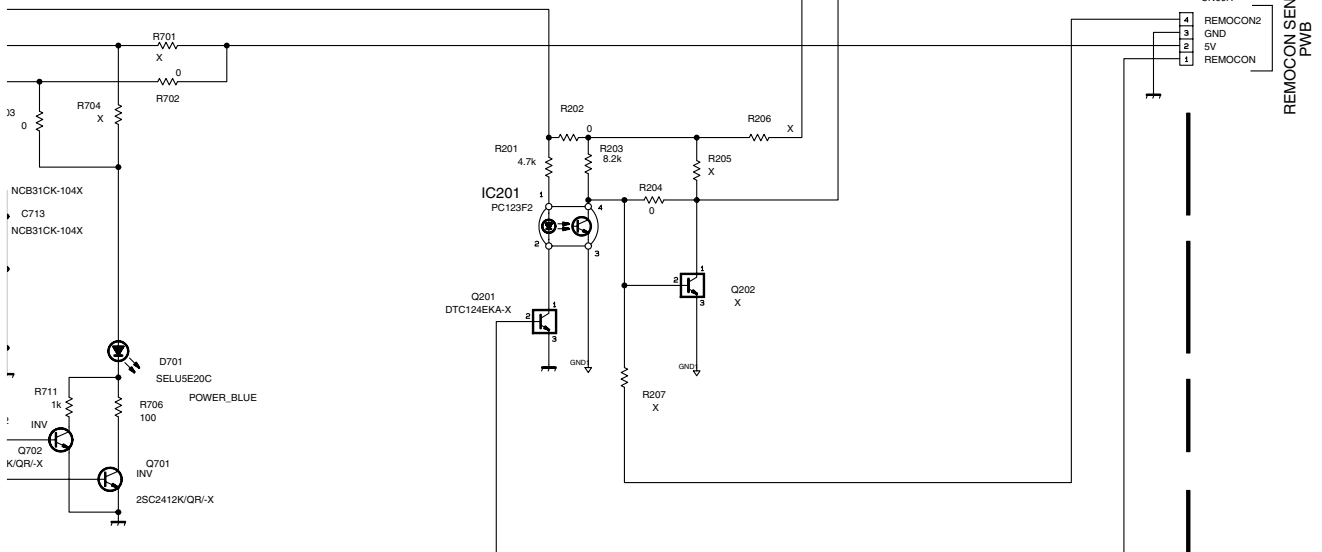 R701
X
0
R702
R704
X
03
0
NCB31CK-104X
C713
NCB31CK-104X
D701
SELU5E20C
POWER_BLUE
R711
1k
R706
100
INV
Q702
K/QR/-X
Q701
INV
2SC2412K/QR/-X
R202
0
R201
4.7k
R203
8.2k
IC201
PC123F2
1
4
2
3
R204
0
R205
X
R206
X
Q201
DTC124EKA-X
1
2
3
GND1
Q202
X
1
2
3
R207
X
4 REMOCON2
3 GND
2 5V
1 REMOCON
REMOCON SEN
PWB